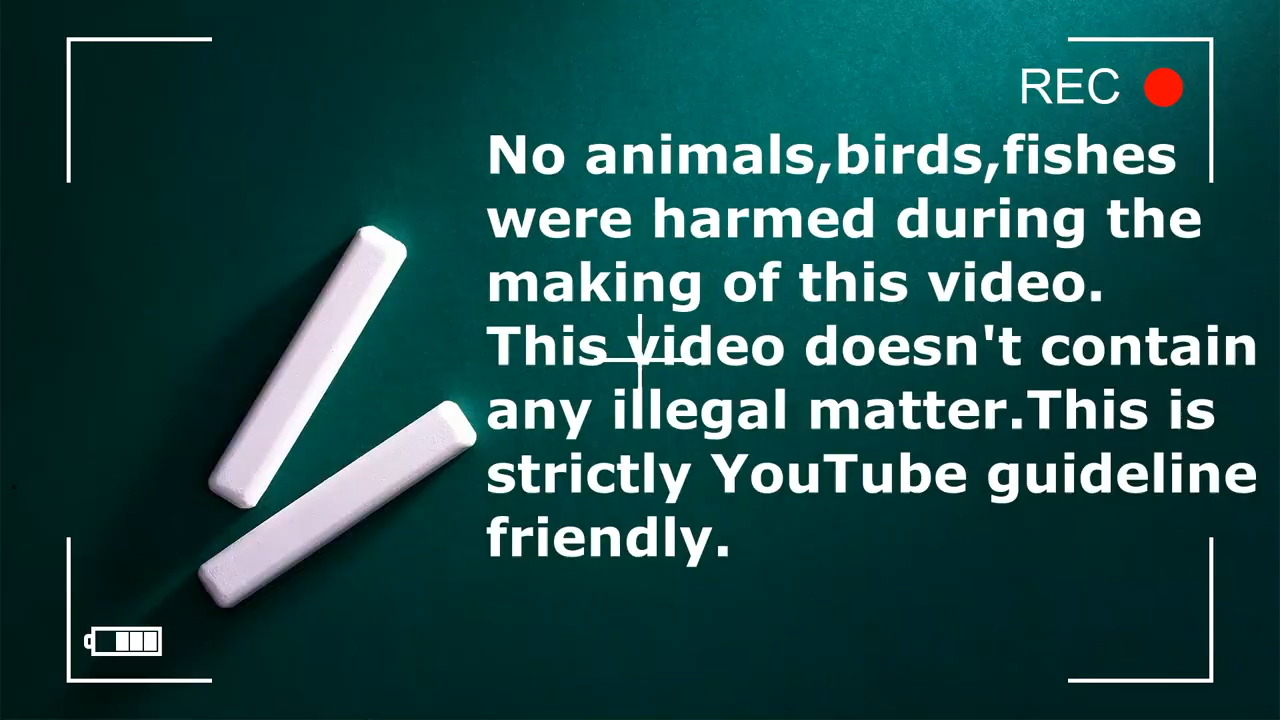 REC
No animals,birds,fishes
were harmed during the
making of this video.
This video doesn't contain
any illegal matter.This is
strictly YouTube guideline
friendly.